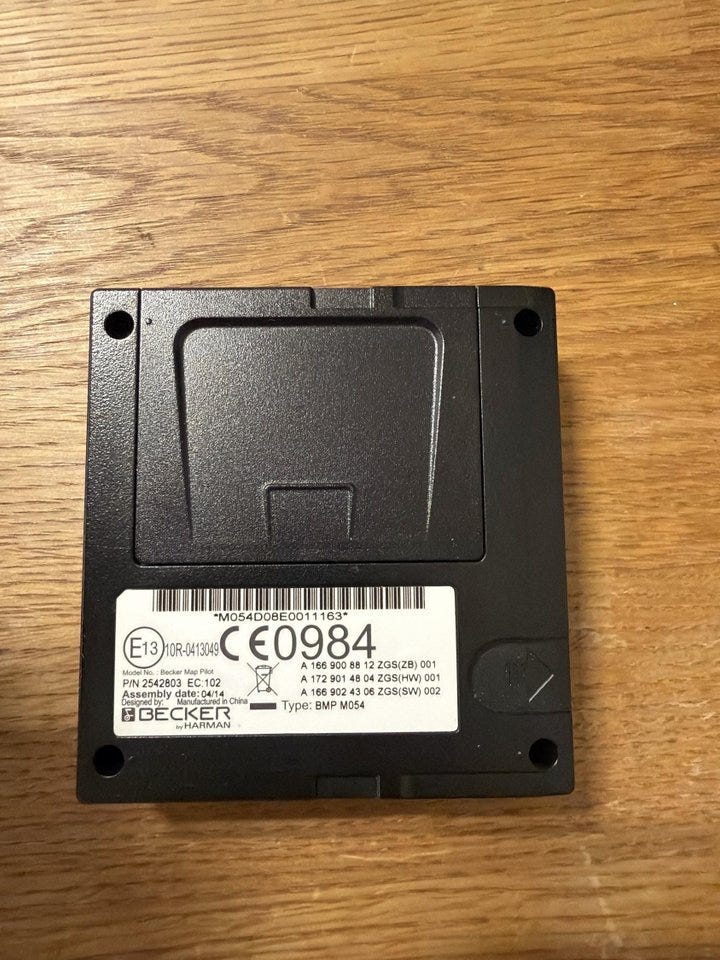 *M054D08E0011163*
E13 10R-0413049 CE0984
Model No. : Becker Map Pilot
P/N 2542803 EC:102
Assembly date: 04/14
Designed by: Manufactured in China
BECKER
by HARMAN
A 166 900 88 12 ZGS(ZB) 001
A 172 901 48 04 ZGS(HW) 001
A 166 902 43 06 ZGS(SW) 002
Type: BMP M054